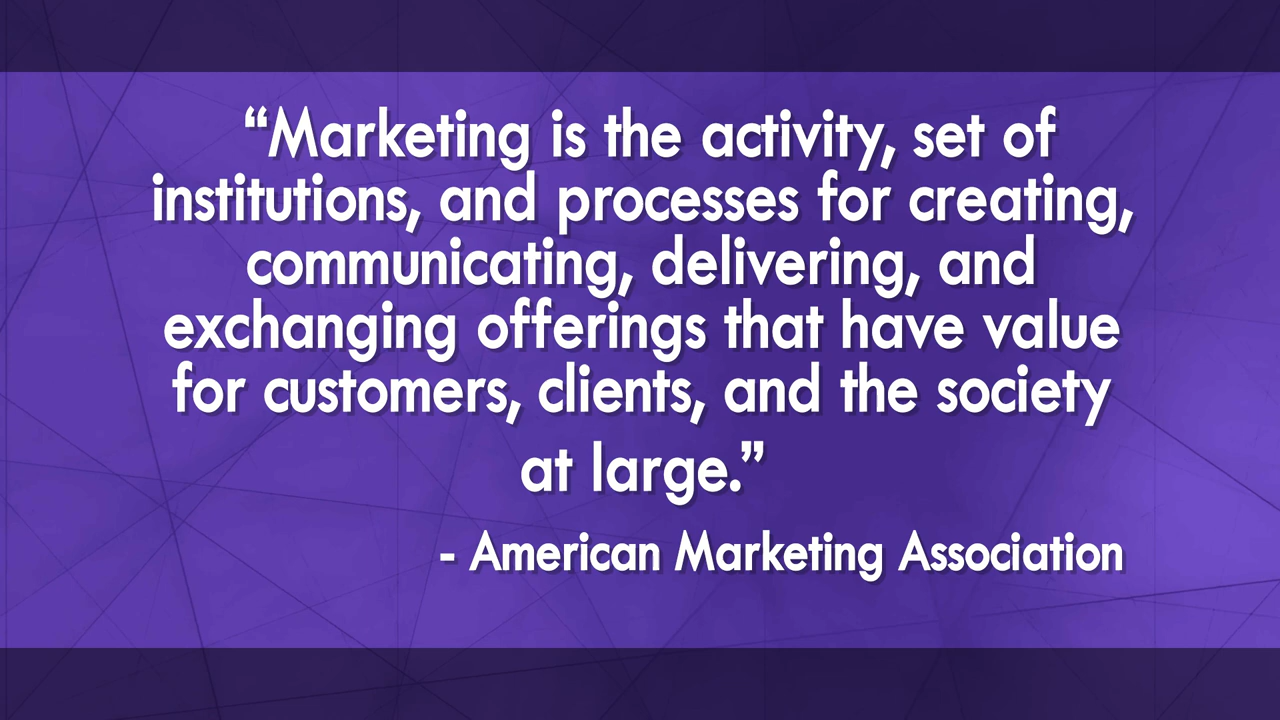 “Marketing is the activity, set of
institutions, and processes for creating,
communicating, delivering, and
exchanging offerings that have value
for customers, clients, and the society
at large.”
- American Marketing Association